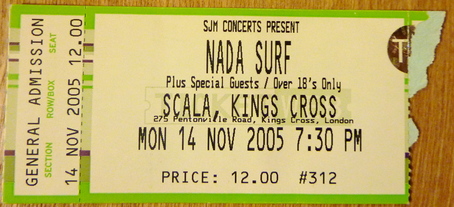 GENERAL ADMISSION
SECTION ROW/BOX SEAT
14 NOV 2005 12.00
SJM CONCERTS PRESENT
NADA SURF
Plus Special Guests / Over 18's Only
SCALA, KINGS CROSS
275 Pentonville Road, Kings Cross, London
MON 14 NOV 2005 7:30 PM
PRICE: 12.00 #312
T